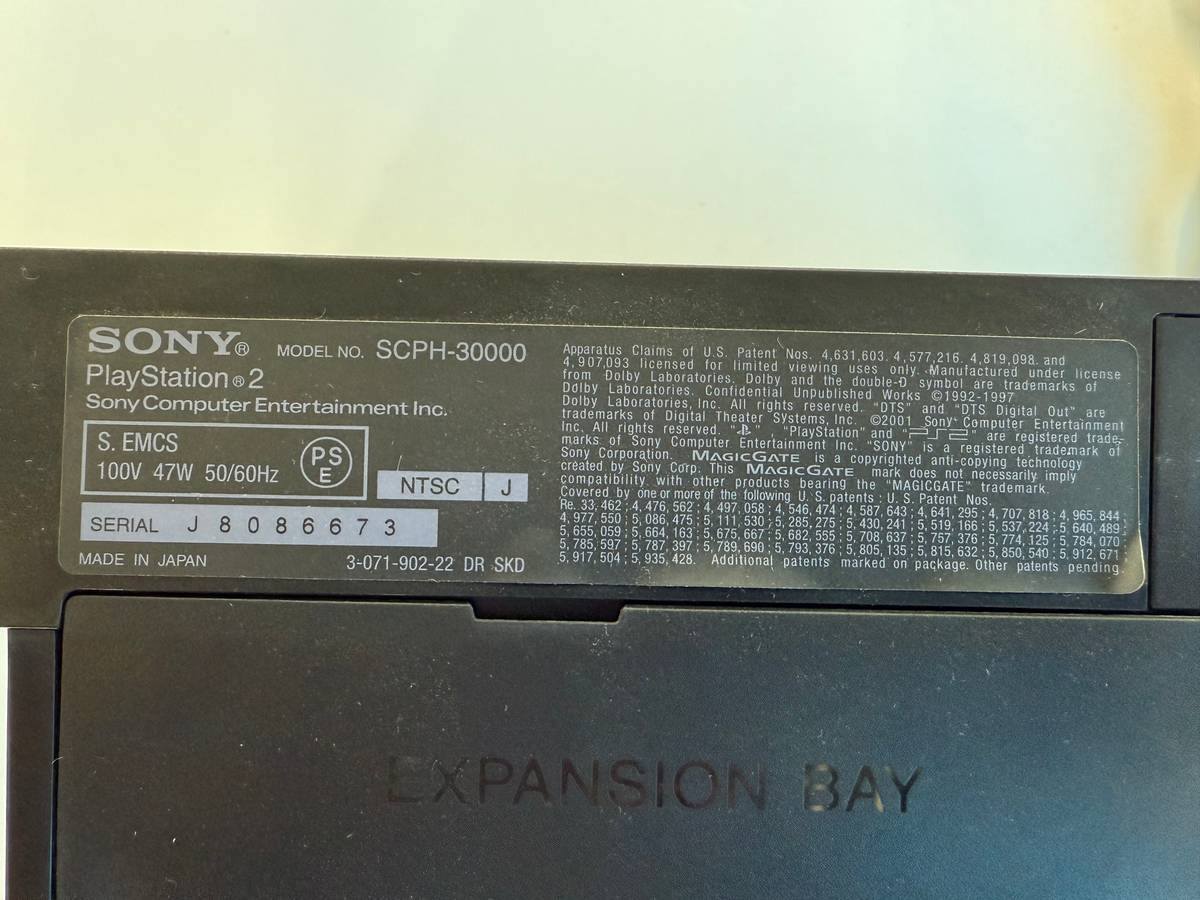 SONY® MODEL NO. SCPH-30000
PlayStation®2
Sony Computer Entertainment Inc.
S. EMCS
100V 47W 50/60Hz
PS
E
NTSC J
SERIAL J 8 0 8 6 6 7 3
MADE IN JAPAN 3-071-902-22 DR SKD
Apparatus Claims of U.S. Patent Nos. 4,631,603. 4,577,216. 4,819,098. and
4,907,093 licensed for limited viewing uses only. Manufactured under license
from Dolby Laboratories. Dolby and the double-D symbol are trademarks of
Dolby Laboratories. Confidential Unpublished Works ©1992-1997
Dolby Laboratories, Inc. All rights reserved. "DTS" and "DTS Digital Out" are
trademarks of Digital Theater Systems, Inc. ©2001 Sony Computer Entertainment
Inc. All rights reserved. "PS", "PlayStation" and "PS2" are registered trade-
marks of Sony Computer Entertainment Inc. "SONY" is a registered trademark of
Sony Corporation. MAGICGATE is a copyrighted anti-copying technology
created by Sony Corp. This MAGICGATE mark does not necessarily imply
compatibility with other products bearing the "MAGICGATE" trademark.
Covered by one or more of the following U.S. patents : U.S. Patent Nos.
Re. 33,462 ; 4,476,562 ; 4,497,058 ; 4,546,474 ; 4,587,643 ; 4,641,295 ; 4,707,818 ; 4,965,844 ;
4,977,550 ; 5,086,475 ; 5,111,530 ; 5,285,275 ; 5,430,241 ; 5,519,166 ; 5,537,224 ; 5,640,489 ;
5,655,059 ; 5,664,163 ; 5,675,667 ; 5,682,555 ; 5,708,637 ; 5,757,376 ; 5,774,125 ; 5,784,070 ;
5,785,597 ; 5,787,397 ; 5,789,690 ; 5,793,376 ; 5,805,135 ; 5,815,632 ; 5,850,540 ; 5,912,671 ;
5,917,504 ; 5,935,428. Additional patents marked on package. Other patents pending.
EXPANSION BAY